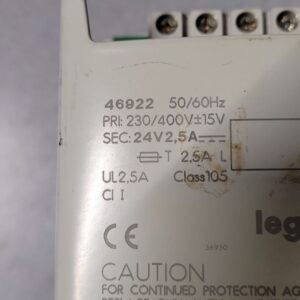 46922 50/60Hz
PRI: 230/400V±15V
SEC: 24V 2,5A
T 2,5A L
UL2,5A Class105
Cl I
leg
CE 36930
CAUTION
FOR CONTINUED PROTECTION AG